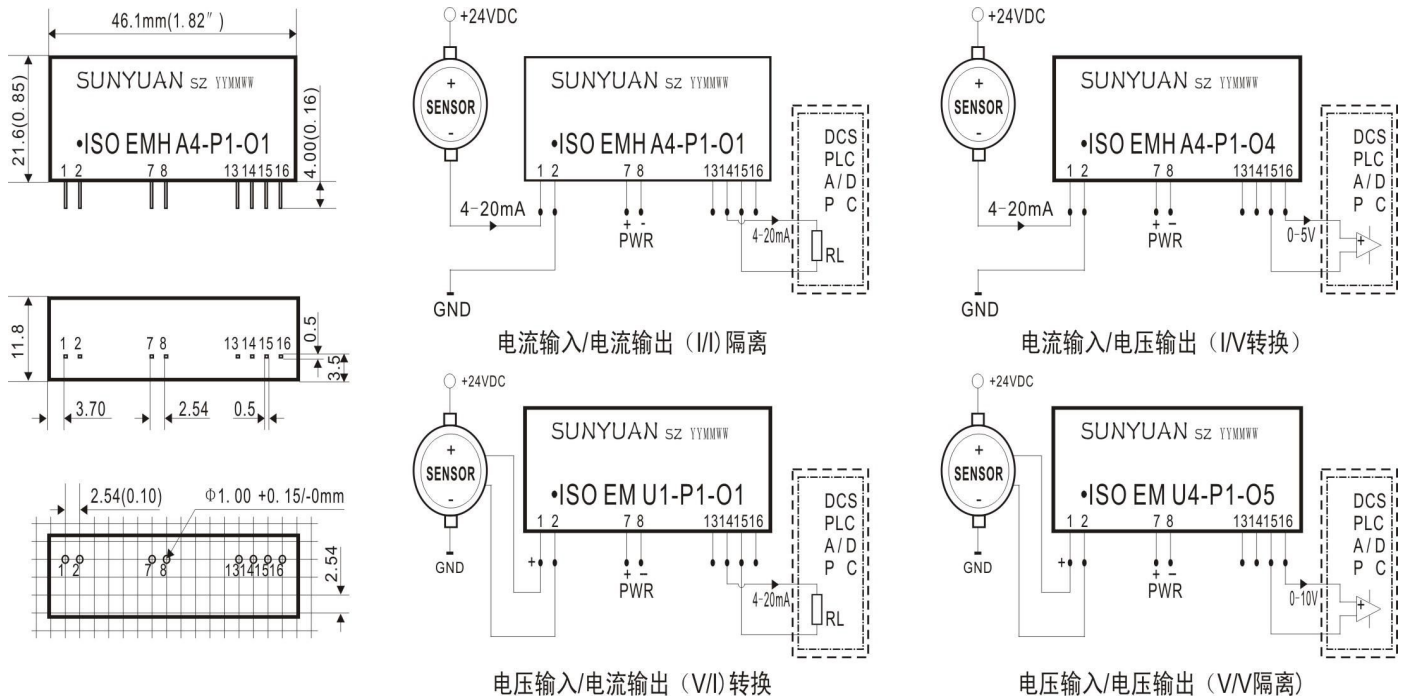 46.1mm(1.82″ )
21.6(0.85)
SUNYUAN SZ YYMMWW
•ISO EMH A4-P1-O1
1 2 7 8 13 14 15 16
4.00(0.16)
11.8
1 2 7 8 13 14 15 16
0.5
3.5
3.70
2.54
0.5
2.54(0.10)
Φ1.00 +0.15/-0mm
1 2 7 8 13141516
2.54
+24VDC
+
SENSOR
-
SUNYUAN SZ YYMMWW
•ISO EMH A4-P1-O1
1 2 7 8 13141516
4-20mA
+ -
PWR
4-20mA
DCS
PLC
A/D
P C
RL
GND
电流输入/电流输出（I/I）隔离
+24VDC
+
SENSOR
-
SUNYUAN SZ YYMMWW
•ISO EMH A4-P1-O4
1 2 7 8 13141516
4-20mA
+ −
PWR
0-5V
DCS
PLC
A/D
P C
+
GND
电流输入/电压输出（I/V转换）
+24VDC
+
SENSOR
-
SUNYUAN SZ YYMMWW
•ISO EM U1-P1-O1
1 2 7 8 13141516
GND
+
+ −
PWR
4-20mA
DCS
PLC
A/D
P C
RL
电压输入/电流输出（V/I）转换
+24VDC
+
SENSOR
-
SUNYUAN SZ YYMMWW
•ISO EM U4-P1-O5
1 2 7 8 13141516
GND
+
+ −
PWR
0-10V
DCS
PLC
A/D
P C
+
电压输入/电压输出（V/V隔离）